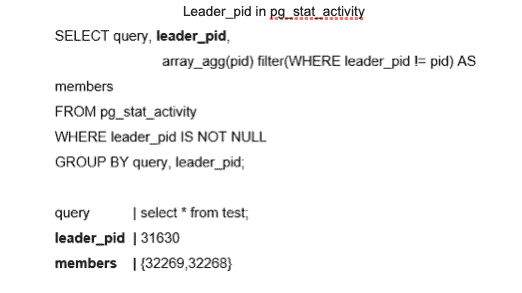 Leader_pid in pg_stat_activity
SELECT query, leader_pid,
array_agg(pid) filter(WHERE leader_pid != pid) AS
members
FROM pg_stat_activity
WHERE leader_pid IS NOT NULL
GROUP BY query, leader_pid;
query | select * from test;
leader_pid | 31630
members | {32269,32268}